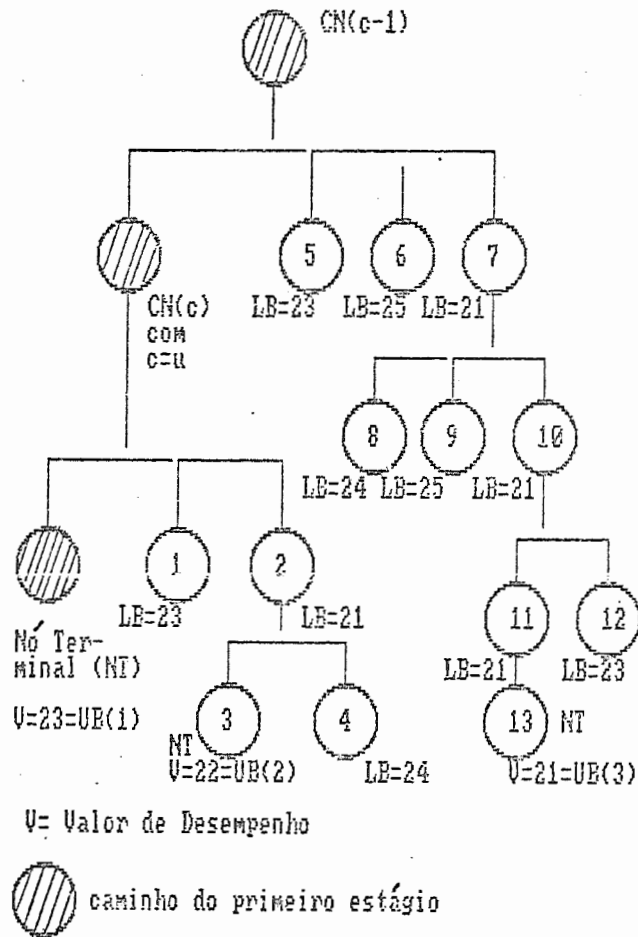 CN(c-1)
5
6
7
CN(c)
com
c=u
LB=23
LB=25
LB=21
8
9
10
LB=24
LB=25
LB=21
1
2
11
12
LB=23
LB=21
LB=21
LB=23
Nó Ter-
minal (NT)
V=23=UB(1)
3
4
13
NT
NT
V=22=UB(2)
LB=24
V=21=UB(3)
V= Valor de Desempenho
caminho do primeiro estágio